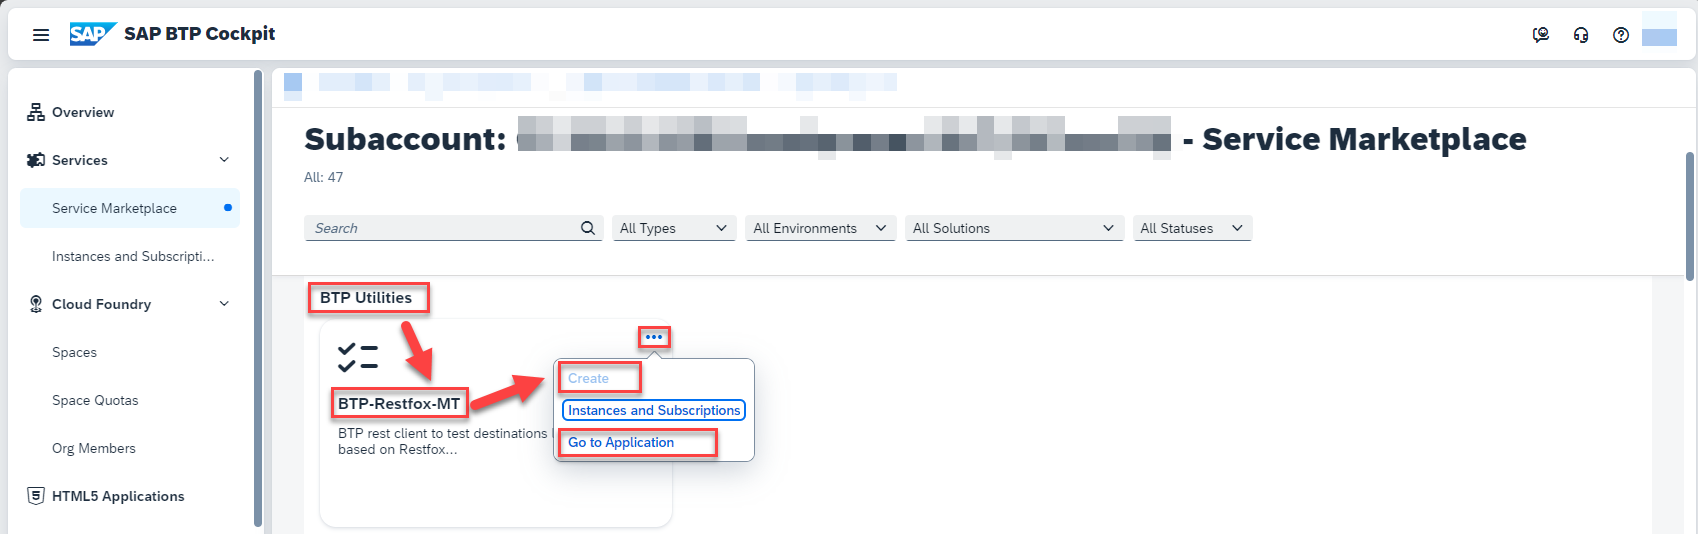 SAP SAP BTP Cockpit
Overview
Services
Service Marketplace
Instances and Subscripti...
Cloud Foundry
Spaces
Space Quotas
Org Members
HTML5 Applications
Subaccount: - Service Marketplace
All: 47
Search All Types All Environments All Solutions All Statuses
BTP Utilities
BTP-Restfox-MT
BTP rest client to test destinations
based on Restfox...
Create
Instances and Subscriptions
Go to Application